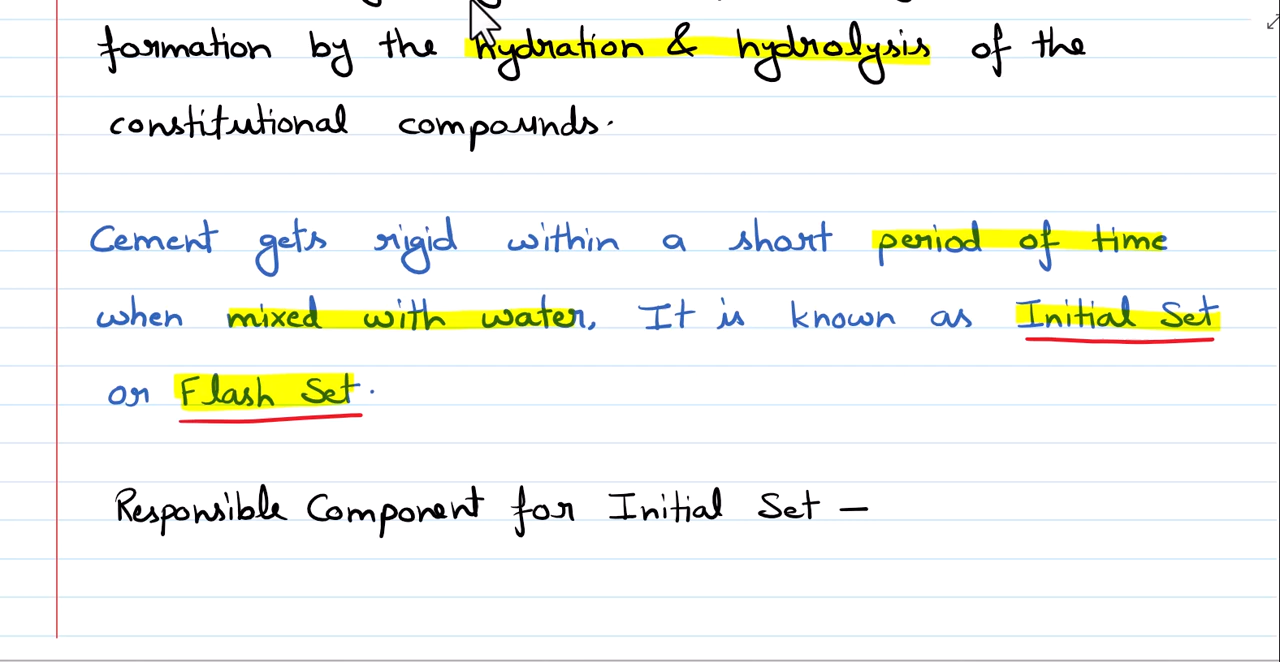 formation by the hydration & hydrolysis of the
constitutional compounds.
Cement gets rigid within a short period of time
when mixed with water, It is known as Initial Set
or Flash Set.
Responsible Component for Initial Set —